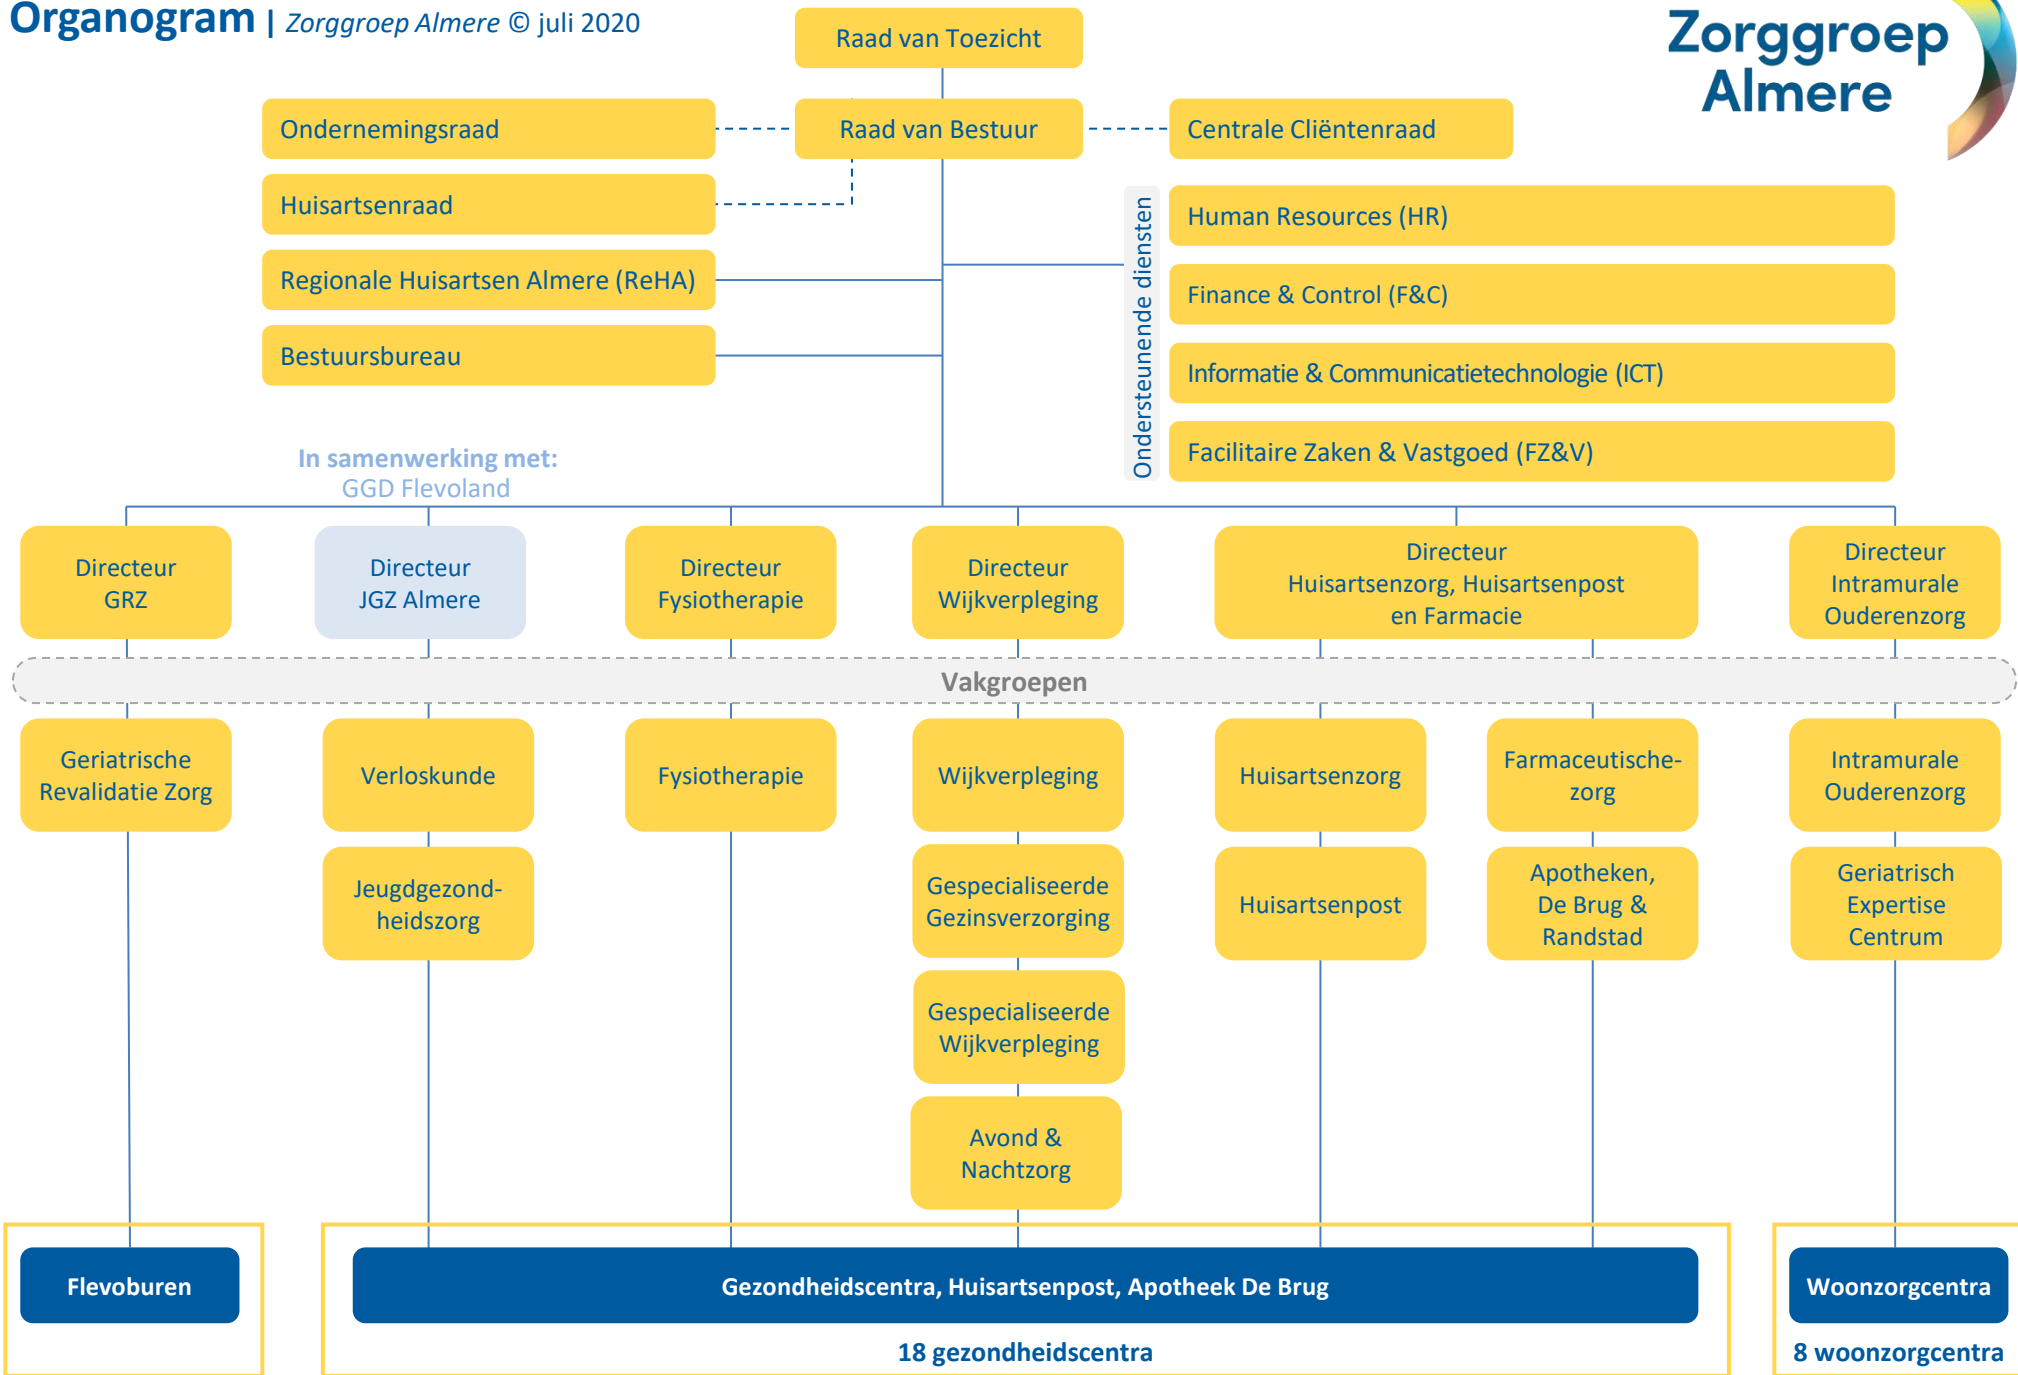 Organogram | Zorggroep Almere © juli 2020
Zorggroep
Almere
Raad van Toezicht
Ondernemingsraad
Raad van Bestuur
Centrale Cliëntenraad
Huisartsenraad
Regionale Huisartsen Almere (ReHA)
Bestuursbureau
Ondersteunende diensten
Human Resources (HR)
Finance & Control (F&C)
Informatie & Communicatietechnologie (ICT)
Facilitaire Zaken & Vastgoed (FZ&V)
In samenwerking met:
GGD Flevoland
Directeur
GRZ
Directeur
JGZ Almere
Directeur
Fysiotherapie
Directeur
Wijkverpleging
Directeur
Huisartsenzorg, Huisartsenpost
en Farmacie
Directeur
Intramurale
Ouderenzorg
Vakgroepen
Geriatrische
Revalidatie Zorg
Verloskunde
Fysiotherapie
Wijkverpleging
Huisartsenzorg
Farmaceutische-
zorg
Intramurale
Ouderenzorg
Jeugdgezond-
heidszorg
Gespecialiseerde
Gezinsverzorging
Huisartsenpost
Apotheken,
De Brug &
Randstad
Geriatrisch
Expertise
Centrum
Gespecialiseerde
Wijkverpleging
Avond &
Nachtzorg
Flevoburen
Gezondheidscentra, Huisartsenpost, Apotheek De Brug
Woonzorgcentra
18 gezondheidscentra
8 woonzorgcentra